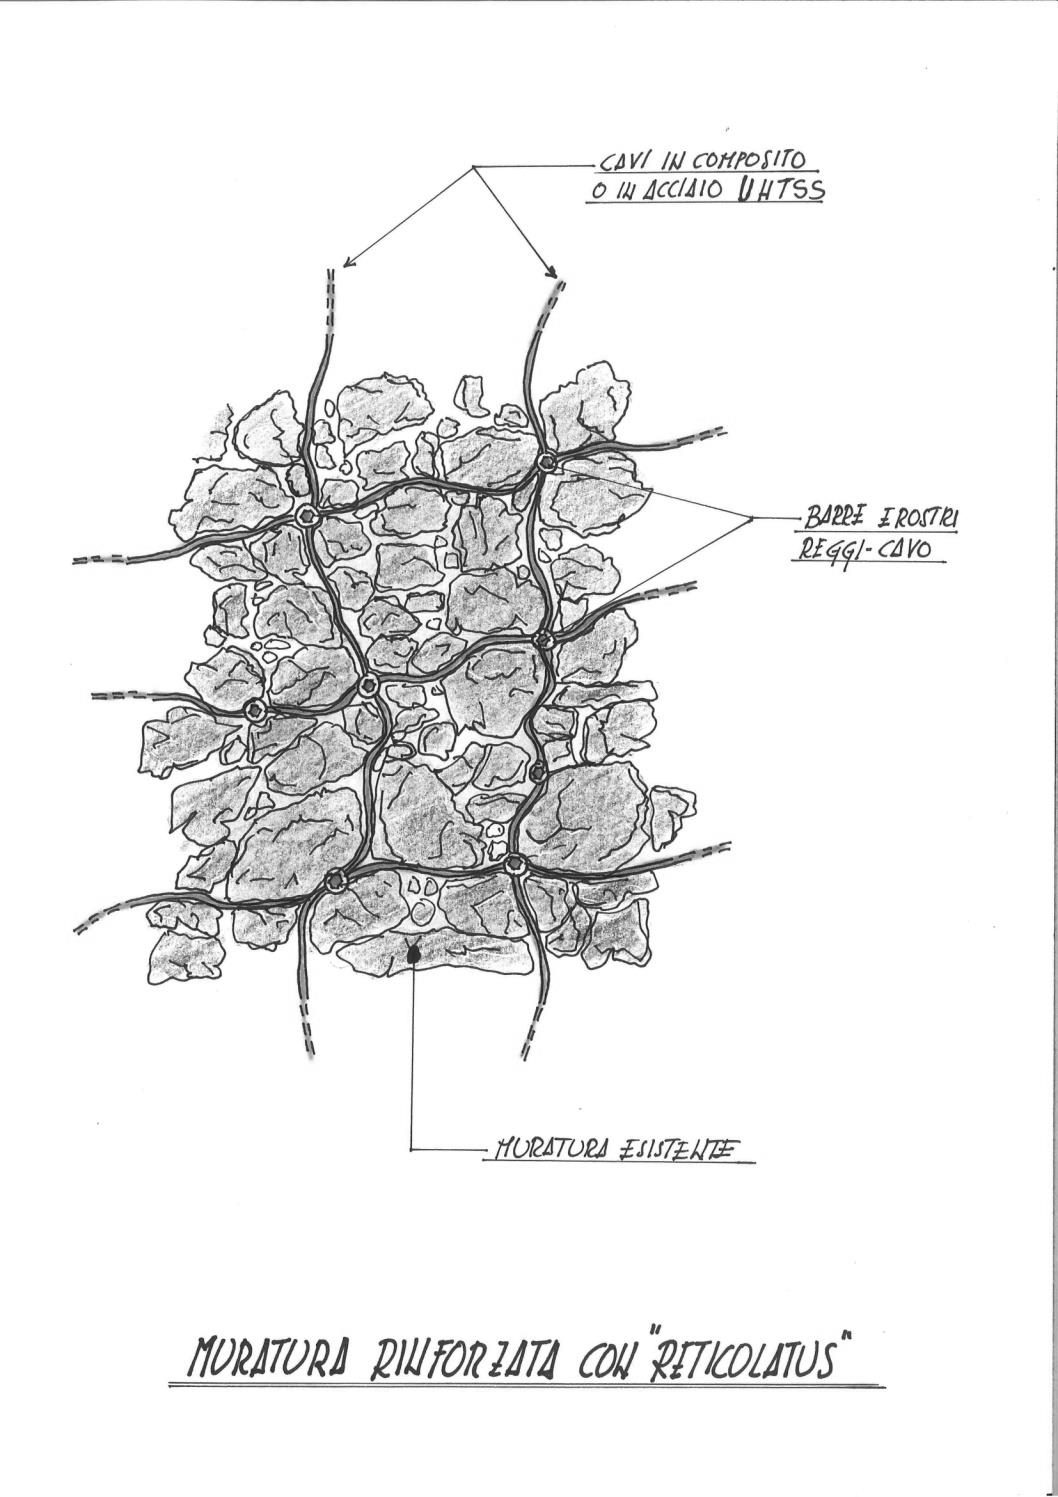 CAVI IN COMPOSITO
O IN ACCIAIO UHTSS
BARRE E ROSTRI
REGGI-CAVO
MURATURA ESISTENTE
MURATURA RINFORZATA CON "RETICOLATUS"